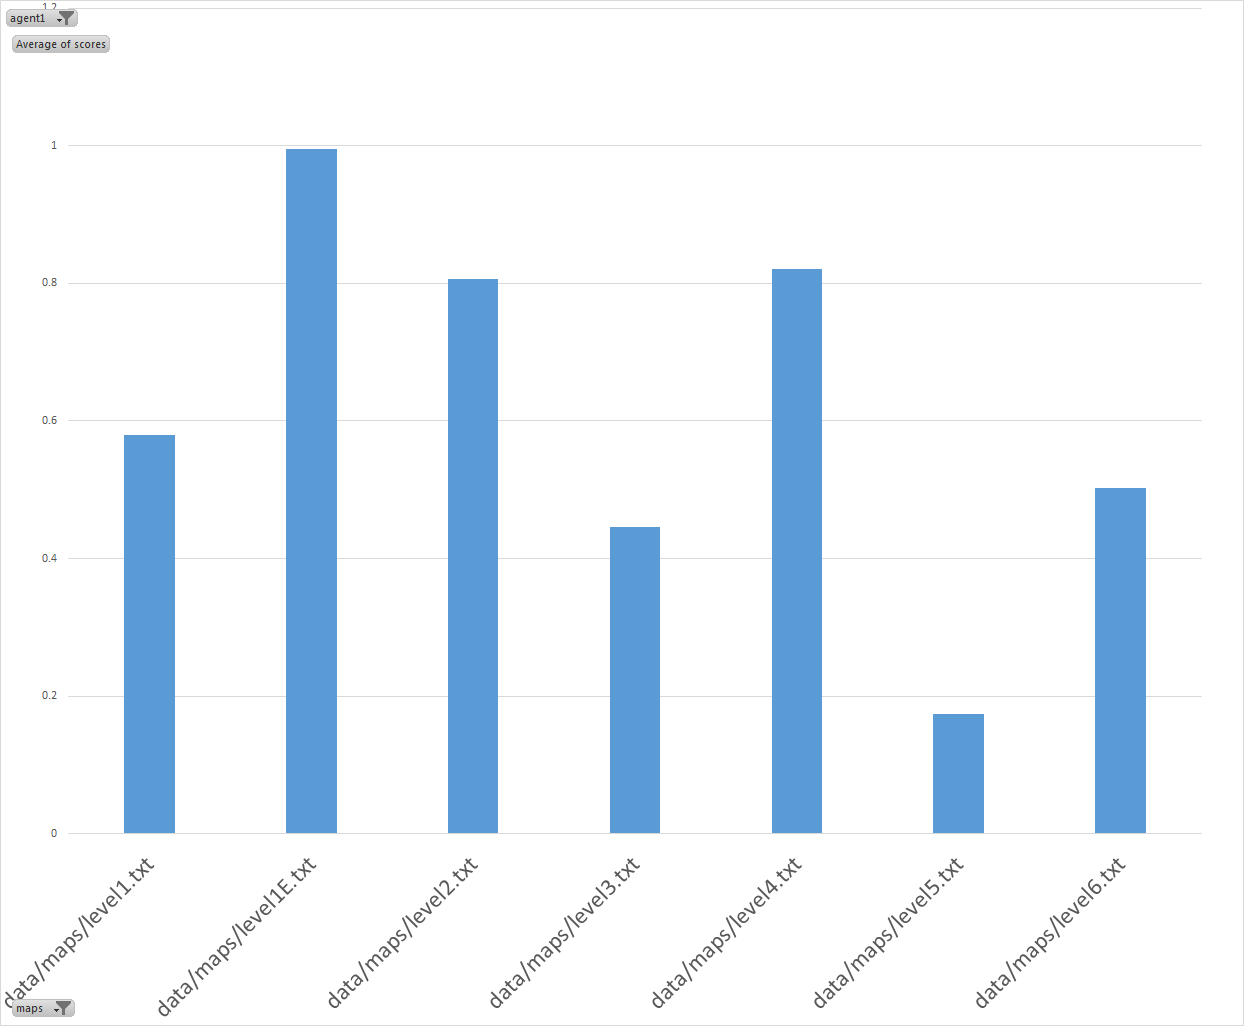 1.2
agent1
Average of scores
1
0.8
0.6
0.4
0.2
0
data/maps/level1.txt
data/maps/level1E.txt
data/maps/level2.txt
data/maps/level3.txt
data/maps/level4.txt
data/maps/level5.txt
data/maps/level6.txt
maps